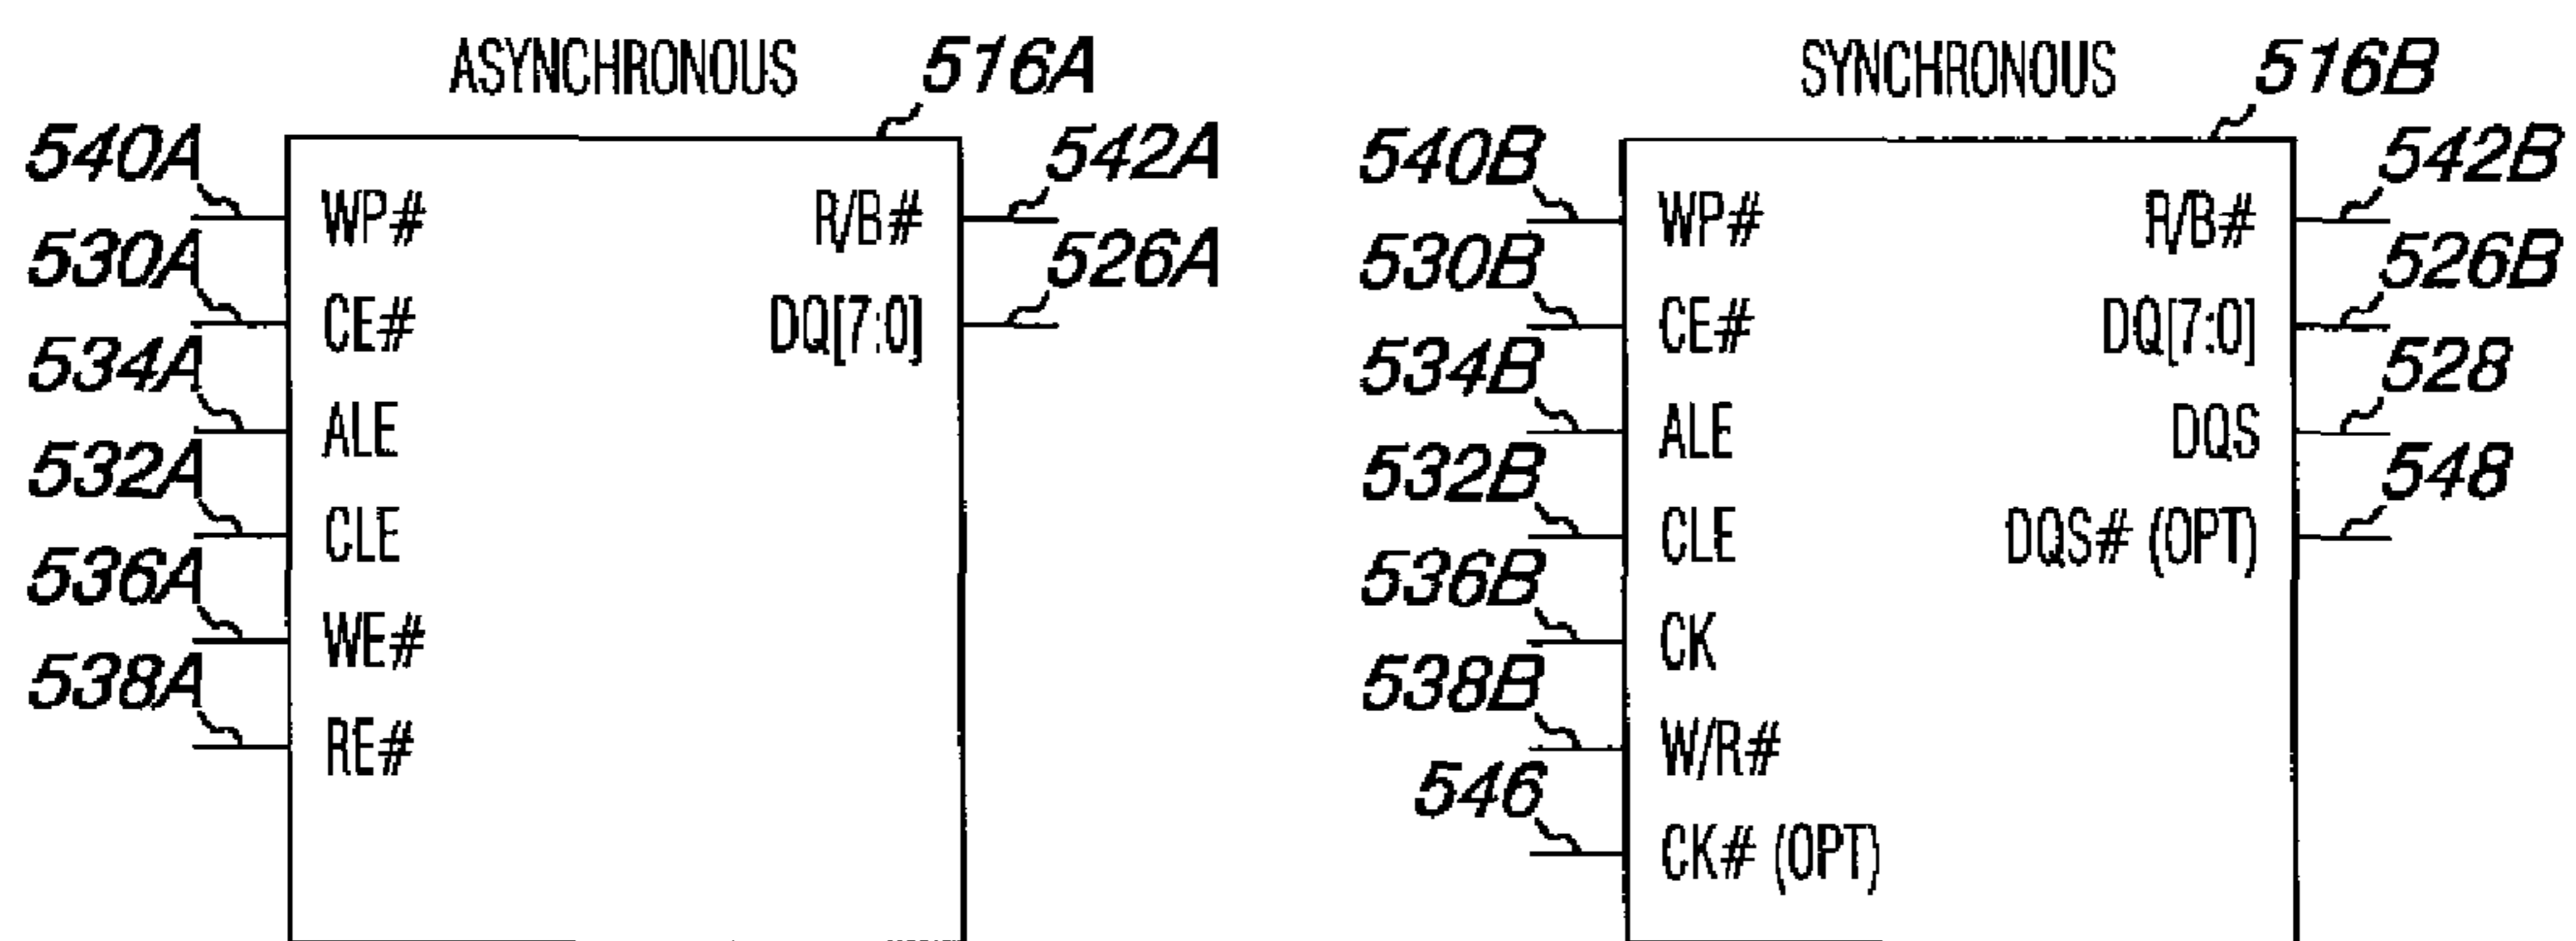 ASYNCHRONOUS 516A
540A WP# R/B# 542A
530A CE# DQ[7:0] 526A
534A ALE
532A CLE
536A WE#
538A RE#
SYNCHRONOUS 516B
540B WP# R/B# 542B
530B CE# DQ[7:0] 526B
534B ALE DQS 528
532B CLE DQS# (OPT) 548
536B CK
538B W/R#
546 CK# (OPT)